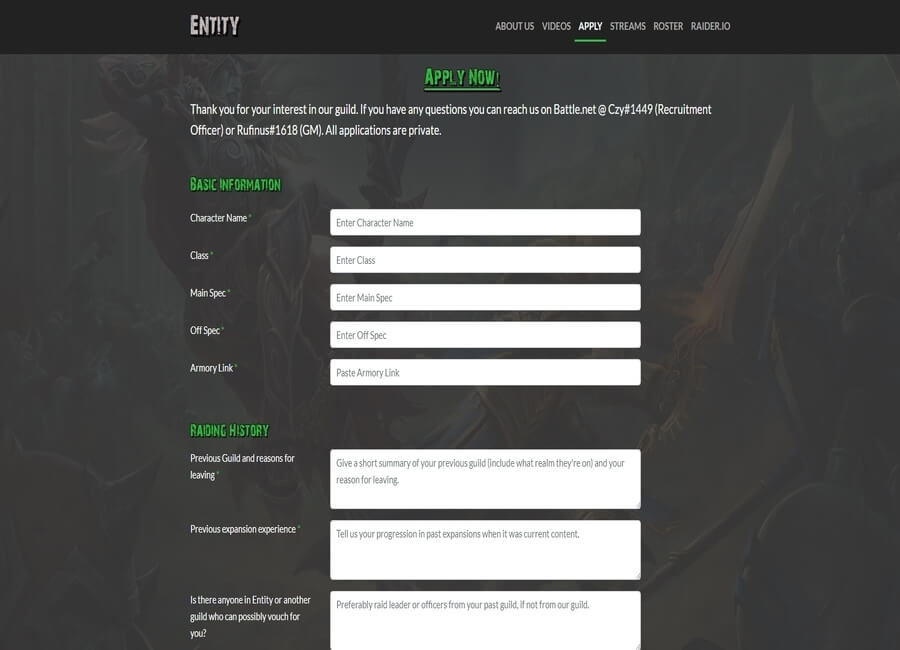 Entity
ABOUT US VIDEOS APPLY STREAMS ROSTER RAIDER.IO
Apply Now!
Thank you for your interest in our guild. If you have any questions you can reach us on Battle.net @ Czy#1449 (Recruitment
Officer) or Rufinus#1618 (GM). All applications are private.
Basic Information
Character Name *
Enter Character Name
Class *
Enter Class
Main Spec *
Enter Main Spec
Off Spec *
Enter Off Spec
Armory Link *
Paste Armory Link
Raiding History
Previous Guild and reasons for
leaving *
Give a short summary of your previous guild (include what realm they're on) and your
reason for leaving.
Previous expansion experience *
Tell us your progression in past expansions when it was current content.
Is there anyone in Entity or another
guild who can possibly vouch for
you?
Preferably raid leader or officers from your past guild, if not from our guild.